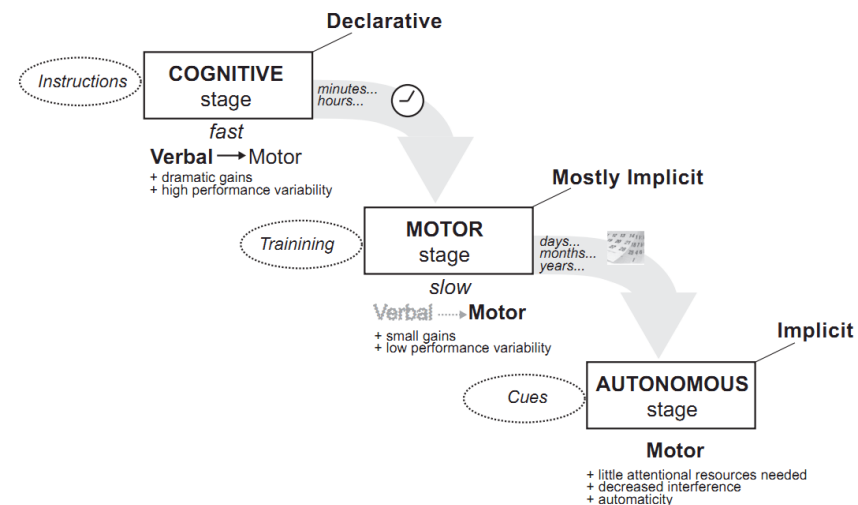 Declarative
Instructions
COGNITIVE
stage
minutes...
hours...
fast
Verbal → Motor
+ dramatic gains
+ high performance variability
Mostly Implicit
Trainining
MOTOR
stage
days...
months...
years...
slow
Verbal → Motor
+ small gains
+ low performance variability
Implicit
Cues
AUTONOMOUS
stage
Motor
+ little attentional resources needed
+ decreased interference
+ automaticity